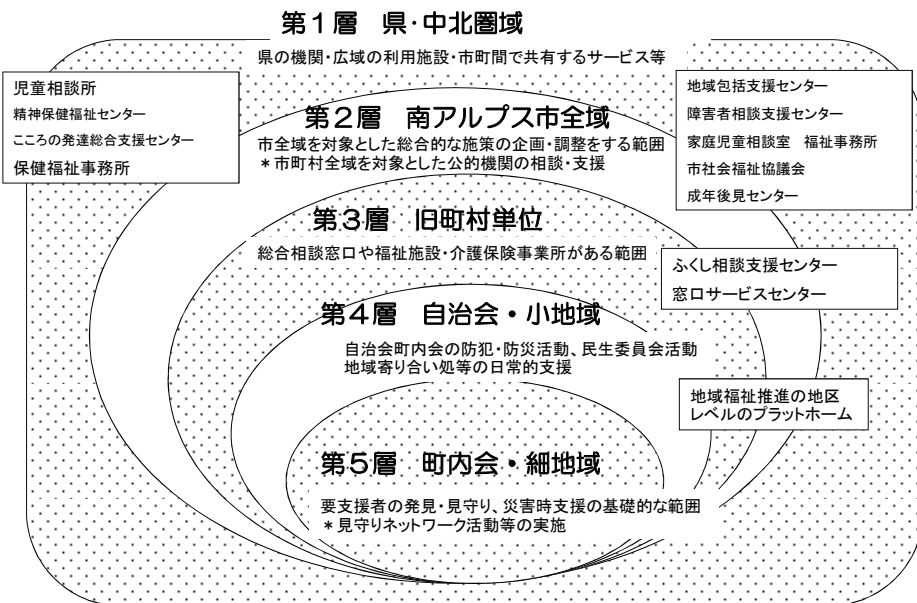 第1層　県・中北圏域
県の機関・広域の利用施設・市町間で共有するサービス等
児童相談所
精神保健福祉センター
こころの発達総合支援センター
保健福祉事務所
地域包括支援センター
障害者相談支援センター
家庭児童相談室　福祉事務所
市社会福祉協議会
成年後見センター
第2層　南アルプス市全域
市全域を対象とした総合的な施策の企画・調整をする範囲
＊市町村全域を対象とした公的機関の相談・支援
第3層　旧町村単位
総合相談窓口や福祉施設・介護保険事業所がある範囲
ふくし相談支援センター
窓口サービスセンター
第4層　自治会・小地域
自治会町内会の防犯・防災活動、民生委員会活動
地域寄り合い処等の日常的支援
地域福祉推進の地区
レベルのプラットホーム
第5層　町内会・細地域
要支援者の発見・見守り、災害時支援の基礎的な範囲
＊見守りネットワーク活動等の実施